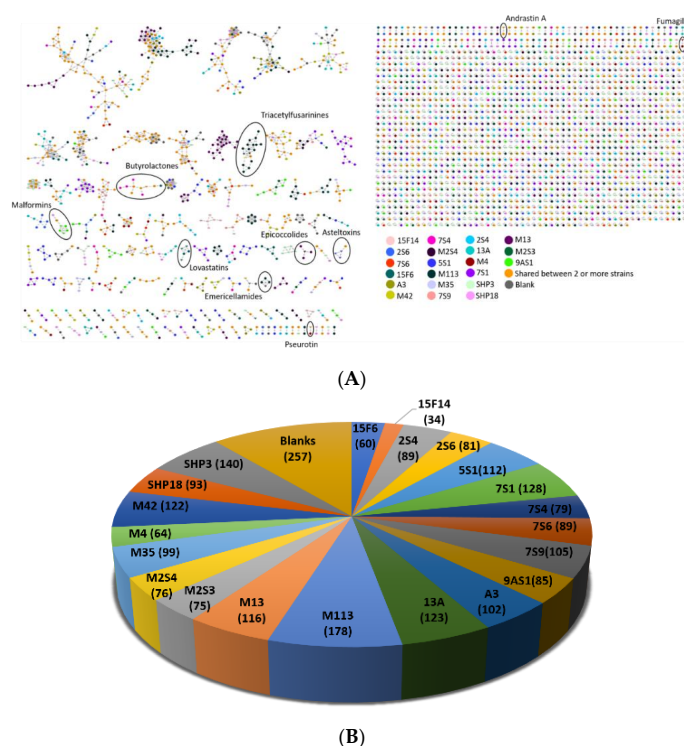 Andrastin A
Fumagill
Triacetylfusarinines
Butyrolactones
Malformins
Epicoccolides
Asteltoxins
Lovastatins
Emericellamides
Pseurotin
15F14
7S4
2S4
M13
2S6
M2S4
13A
M2S3
7S6
5S1
M4
9AS1
15F6
M113
7S1
Shared between 2 or more strains
A3
M35
SHP3
Blank
M42
7S9
SHP18
(A)
15F14
(34)
Blanks
(257)
15F6
(60)
2S4
(89)
2S6 (81)
5S1(112)
7S1 (128)
7S4 (79)
7S6 (89)
7S9(105)
9AS1(85)
A3
(102)
13A
(123)
M113
(178)
M13
(116)
M2S3
(75)
M2S4
(76)
M35 (99)
M4 (64)
M42 (122)
SHP18 (93)
SHP3 (140)
(B)